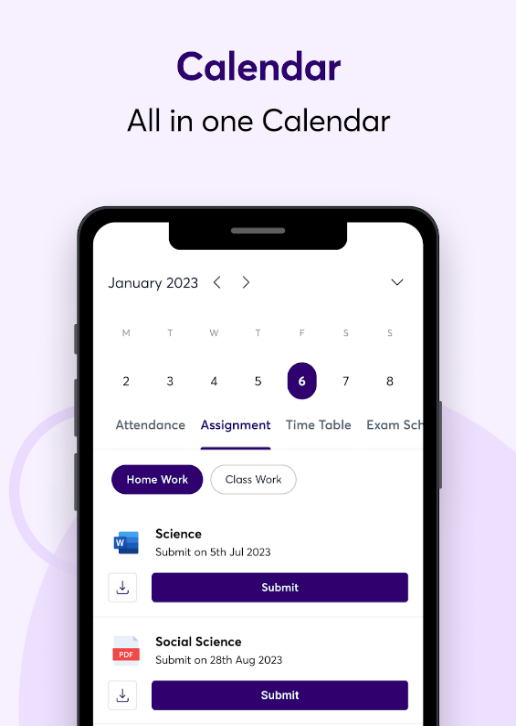 Calendar
All in one Calendar
January 2023
M T W T F S S
2 3 4 5 6 7 8
Attendance Assignment Time Table Exam Sch
Home Work Class Work
W
Science
Submit on 5th Jul 2023
Submit
PDF
Social Science
Submit on 28th Aug 2023
Submit